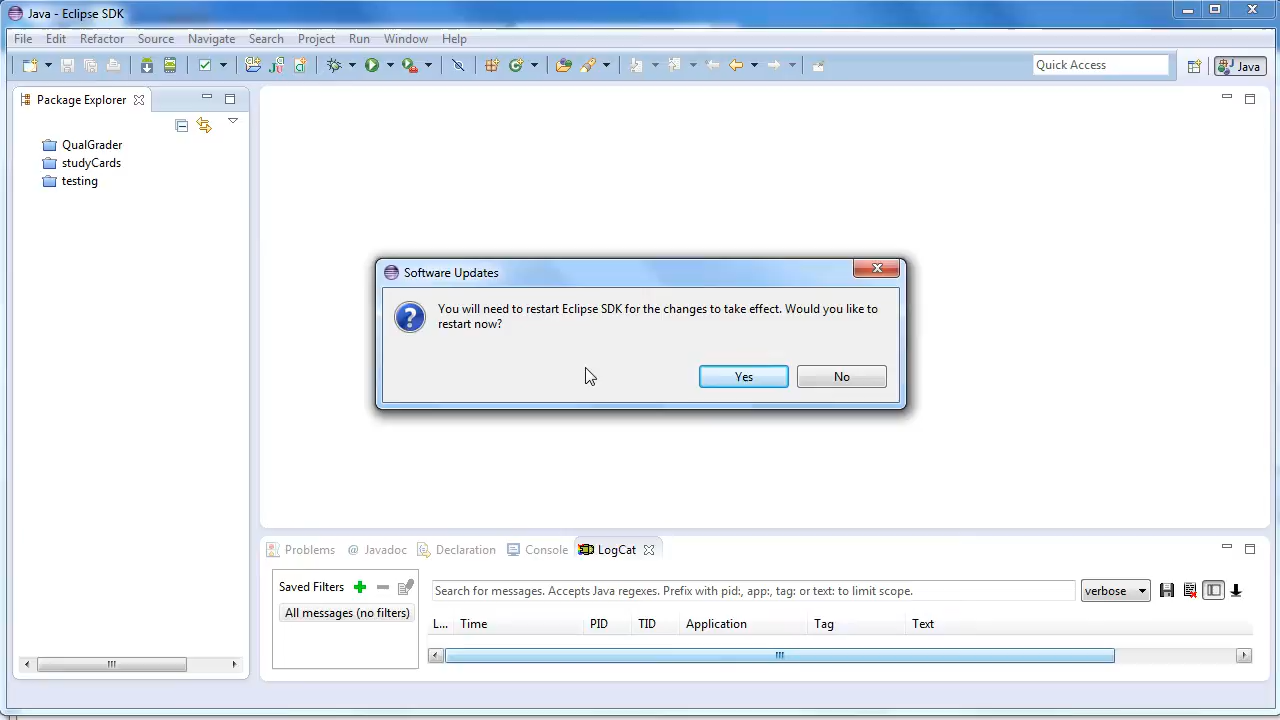 Java - Eclipse SDK
File Edit Refactor Source Navigate Search Project Run Window Help
Quick Access
Java
Package Explorer
QualGrader
studyCards
testing
Software Updates
You will need to restart Eclipse SDK for the changes to take effect. Would you like to
restart now?
Yes No
Problems @ Javadoc Declaration Console LogCat
Saved Filters
All messages (no filters)
Search for messages. Accepts Java regexes. Prefix with pid:, app:, tag: or text: to limit scope.
verbose
L... Time PID TID Application Tag Text